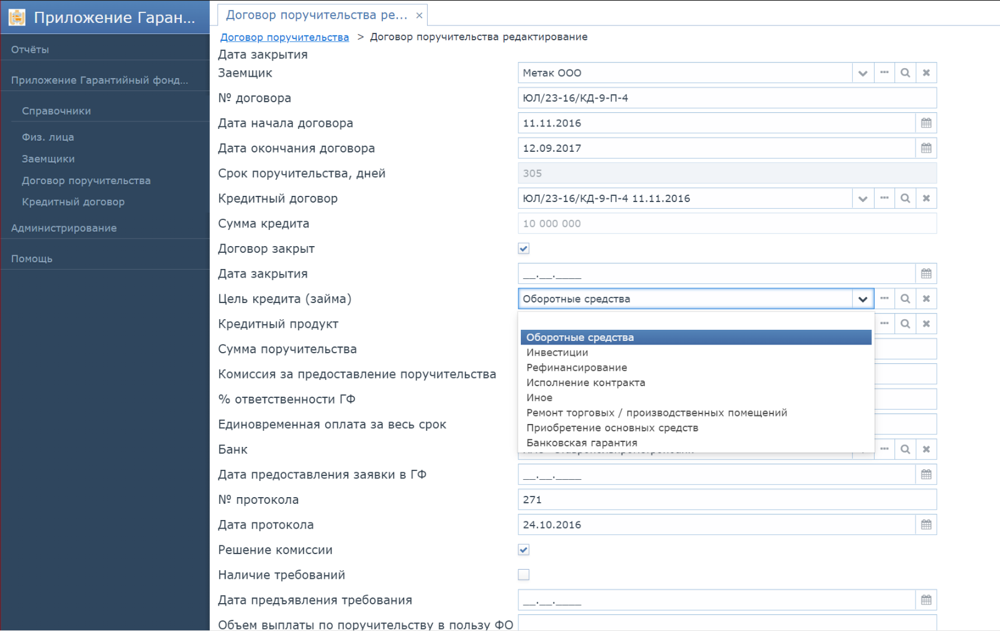 Приложение Гаран...
Договор поручительства ре... ×
Отчёты
Приложение Гарантийный фонд...
Справочники
Физ. лица
Заемщики
Договор поручительства
Кредитный договор
Администрирование
Помощь
Договор поручительства > Договор поручительства редактирование
Дата закрытия
Заемщик Метак ООО
№ договора ЮЛ/23-16/КД-9-П-4
Дата начала договора 11.11.2016
Дата окончания договора 12.09.2017
Срок поручительства, дней 305
Кредитный договор ЮЛ/23-16/КД-9-П-4 11.11.2016
Сумма кредита 10 000 000
Договор закрыт
Дата закрытия __.__.____
Цель кредита (займа) Оборотные средства
Кредитный продукт
Сумма поручительства
Комиссия за предоставление поручительства
% ответственности ГФ
Единовременная оплата за весь срок
Банк
Оборотные средства
Инвестиции
Рефинансирование
Исполнение контракта
Иное
Ремонт торговых / производственных помещений
Приобретение основных средств
Банковская гарантия
Дата предоставления заявки в ГФ __.__.____
№ протокола 271
Дата протокола 24.10.2016
Решение комиссии
Наличие требований
Дата предъявления требования __.__.____
Объем выплаты по поручительству в пользу ФО